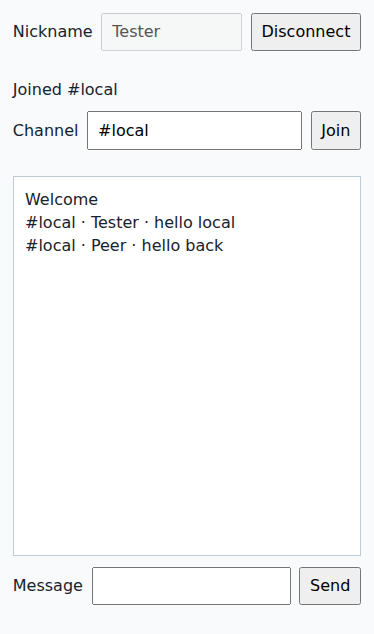 Nickname Tester Disconnect
Joined #local
Channel #local Join
Welcome
#local · Tester · hello local
#local · Peer · hello back
Message Send